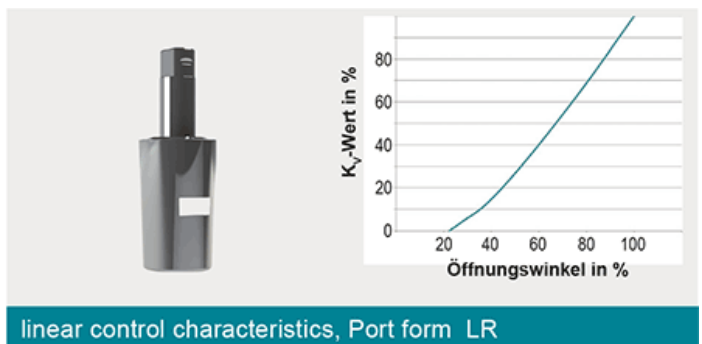 80
60
40
20
0
Kv-Wert in %
20 40 60 80 100
Öffnungswinkel in %
linear control characteristics, Port form LR